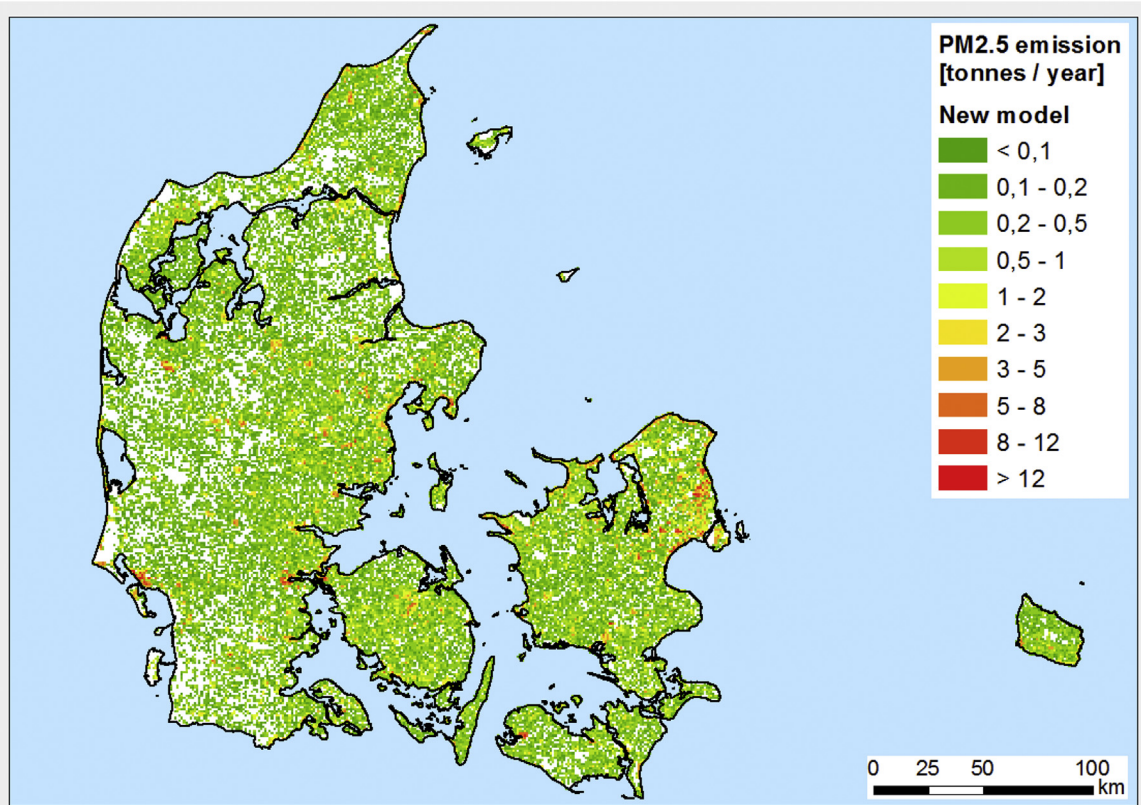 PM2.5 emission
[tonnes / year]
New model
< 0,1
0,1 - 0,2
0,2 - 0,5
0,5 - 1
1 - 2
2 - 3
3 - 5
5 - 8
8 - 12
> 12
0 25 50 100
km